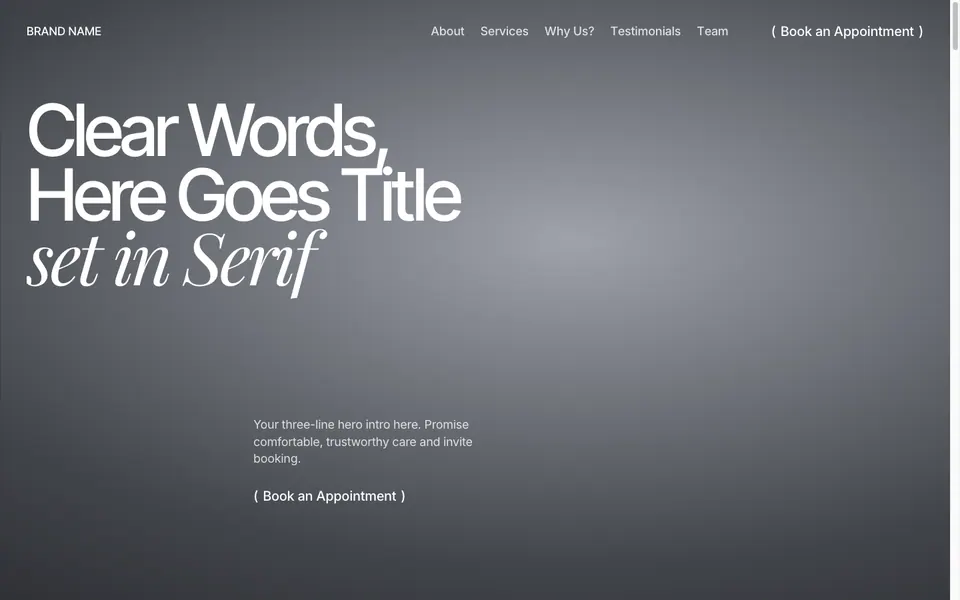 BRAND NAME
About
Services
Why Us?
Testimonials
Team
( Book an Appointment )
Clear Words,
Here Goes Title
set in Serif
Your three-line hero intro here. Promise
comfortable, trustworthy care and invite
booking.
( Book an Appointment )